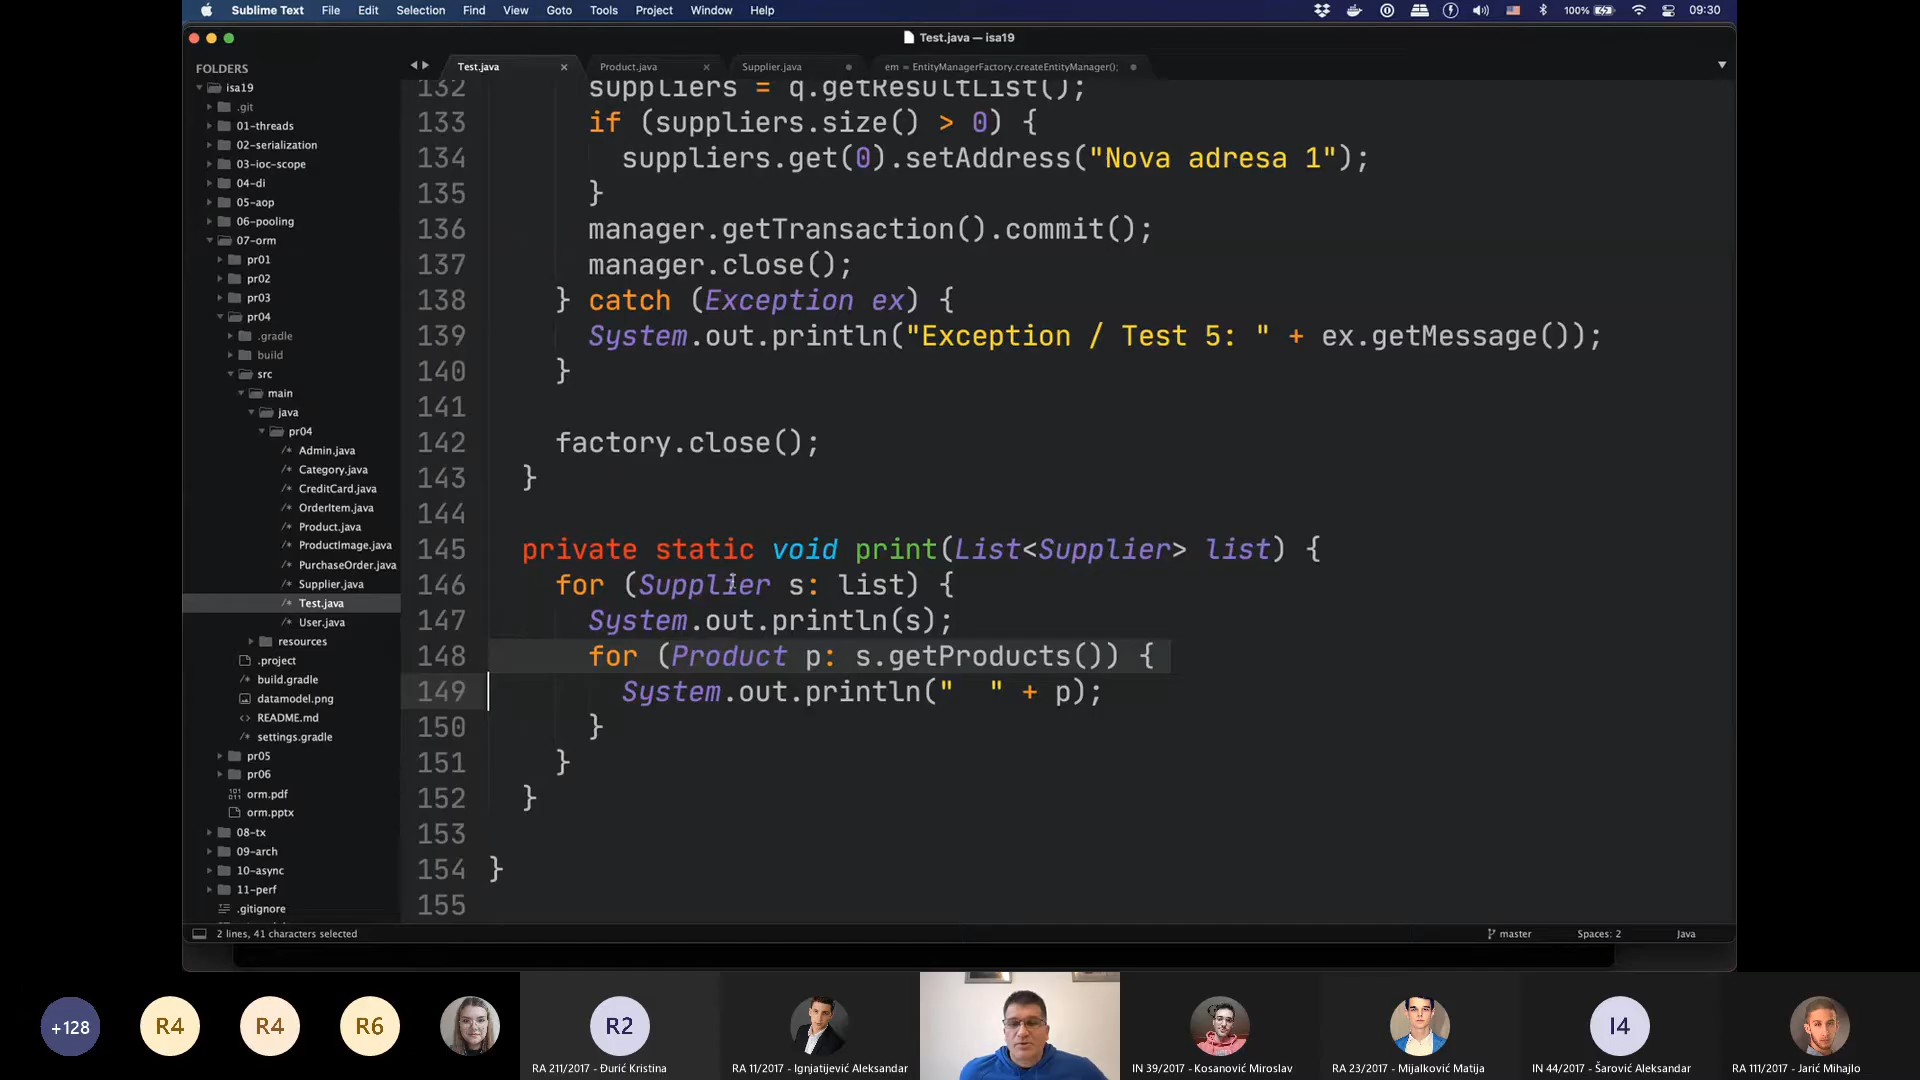 Sublime Text File Edit Selection Find View Goto Tools Project Window Help 100% 09:30
Test.java — isa19
FOLDERS
isa19
.git
01-threads
02-serialization
03-ioc-scope
04-di
05-aop
06-pooling
07-orm
pr01
pr02
pr03
pr04
.gradle
build
src
main
java
pr04
Admin.java
Category.java
CreditCard.java
OrderItem.java
Product.java
ProductImage.java
PurchaseOrder.java
Supplier.java
Test.java
User.java
resources
.project
build.gradle
datamodel.png
README.md
settings.gradle
pr05
pr06
orm.pdf
orm.pptx
08-tx
09-arch
10-async
11-perf
.gitignore
Test.java Product.java Supplier.java em = EntityManagerFactory.createEntityManager();
132 suppliers = q.getResultList();
133 if (suppliers.size() > 0) {
134 suppliers.get(0).setAddress("Nova adresa 1");
135 }
136 manager.getTransaction().commit();
137 manager.close();
138 } catch (Exception ex) {
139 System.out.println("Exception / Test 5: " + ex.getMessage());
140 }
141
142 factory.close();
143 }
144
145 private static void print(List<Supplier> list) {
146 for (Supplier s: list) {
147 System.out.println(s);
148 for (Product p: s.getProducts()) {
149 System.out.println("  " + p);
150 }
151 }
152 }
153
154 }
155
2 lines, 41 characters selected master Spaces: 2 Java
+128 R4 R4 R6 R2 I4
RA 211/2017 - Đurić Kristina RA 11/2017 - Ignjatijević Aleksandar IN 39/2017 - Kosanović Miroslav RA 23/2017 - Mijalković Matija IN 44/2017 - Šarović Aleksandar RA 111/2017 - Jarić Mihajlo